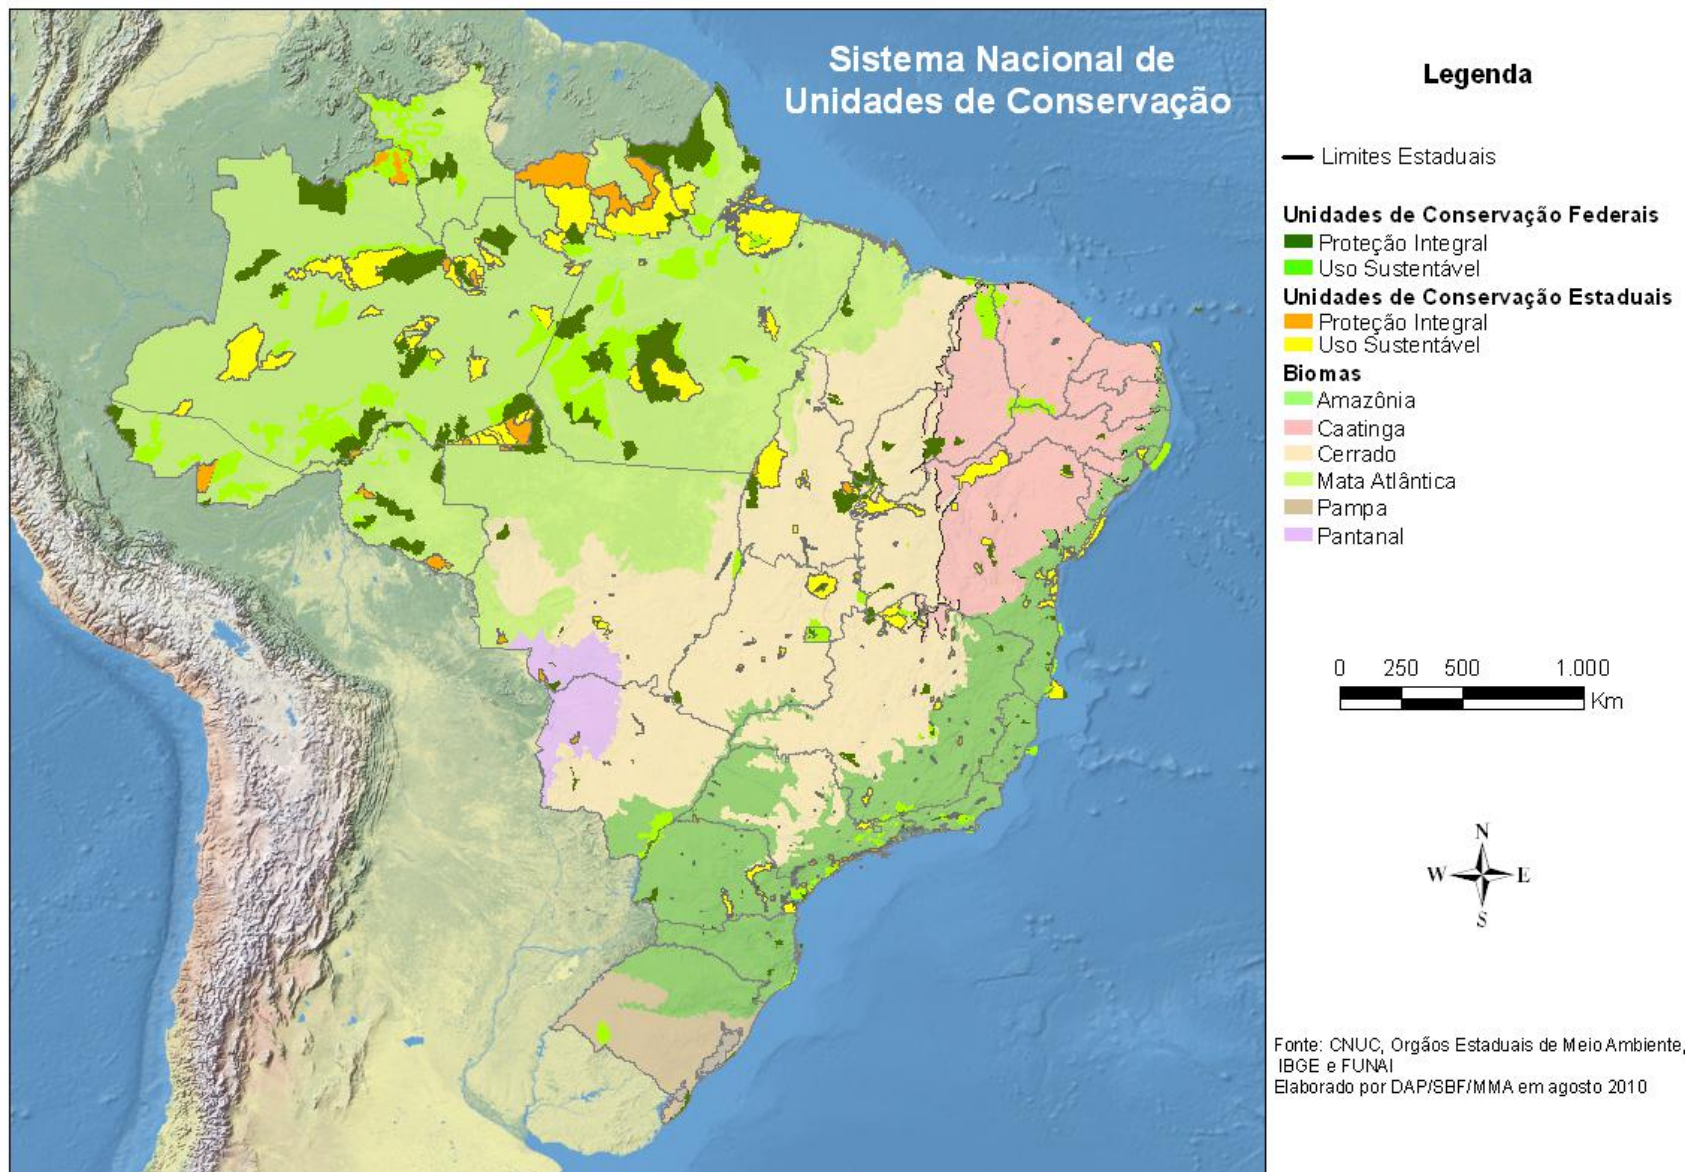 Sistema Nacional de
Unidades de Conservação
Legenda
Limites Estaduais
Unidades de Conservação Federais
Proteção Integral
Uso Sustentável
Unidades de Conservação Estaduais
Proteção Integral
Uso Sustentável
Biomas
Amazônia
Caatinga
Cerrado
Mata Atlântica
Pampa
Pantanal
0 250 500 1.000
Km
N
W E
S
Fonte: CNUC, Orgãos Estaduais de Meio Ambiente,
IBGE e FUNAI
Elaborado por DAP/SBF/MMA em agosto 2010